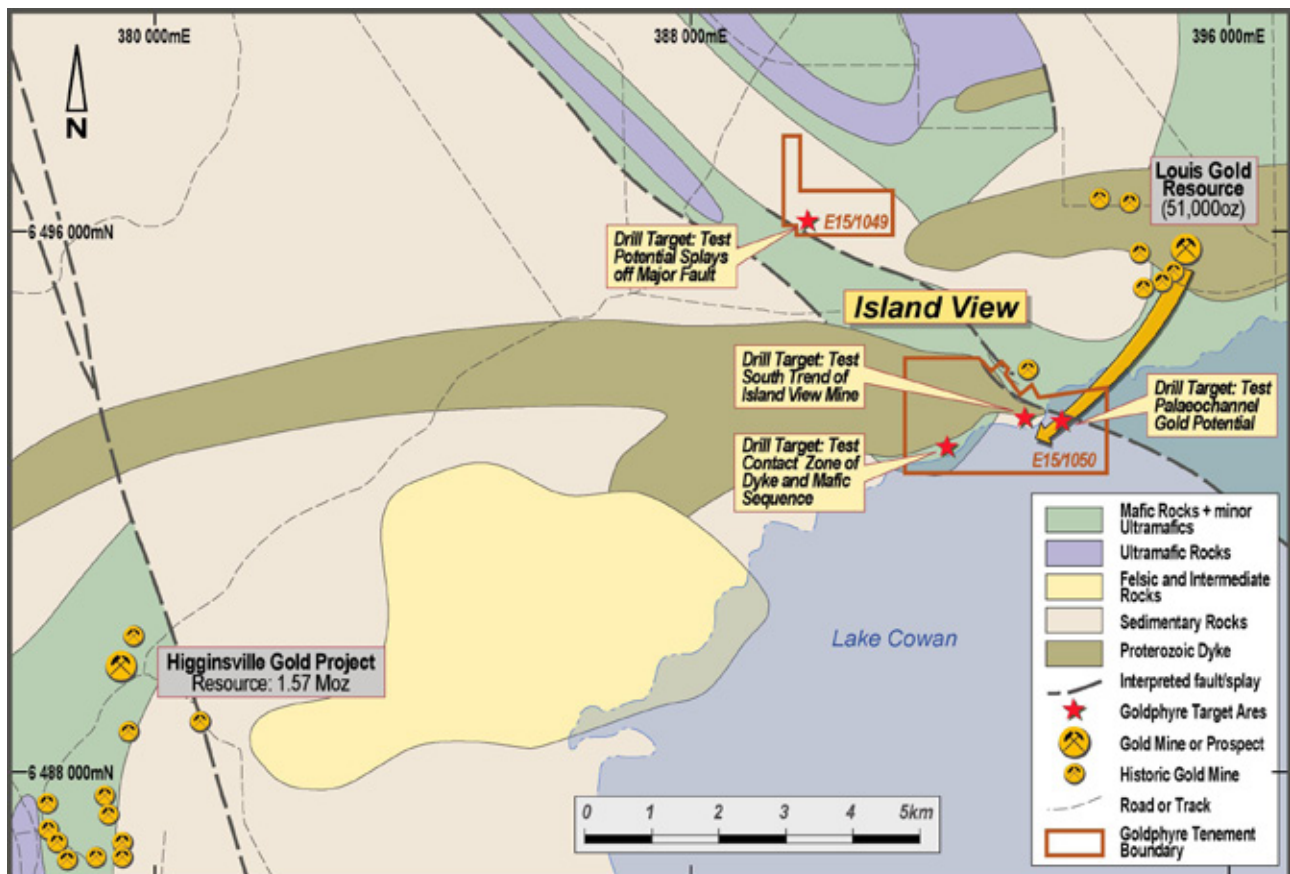 380 000mE
388 000mE
396 000mE
N
Louis Gold
Resource
(51,000oz)
6 496 000mN
E15/1049
Drill Target: Test
Potential Splays
off Major Fault
Island View
Drill Target: Test
South Trend of
Island View Mine
Drill Target: Test
Palaeochannel
Gold Potential
Drill Target: Test
Contact Zone of
Dyke and Mafic
Sequence
E15/1050
Lake Cowan
Higginsville Gold Project
Resource: 1.57 Moz
6 488 000mN
0 1 2 3 4 5km
Mafic Rocks + minor
Ultramafics
Ultramafic Rocks
Felsic and Intermediate
Rocks
Sedimentary Rocks
Proterozoic Dyke
Interpreted fault/splay
Goldphyre Target Ares
Gold Mine or Prospect
Historic Gold Mine
Road or Track
Goldphyre Tenement
Boundary